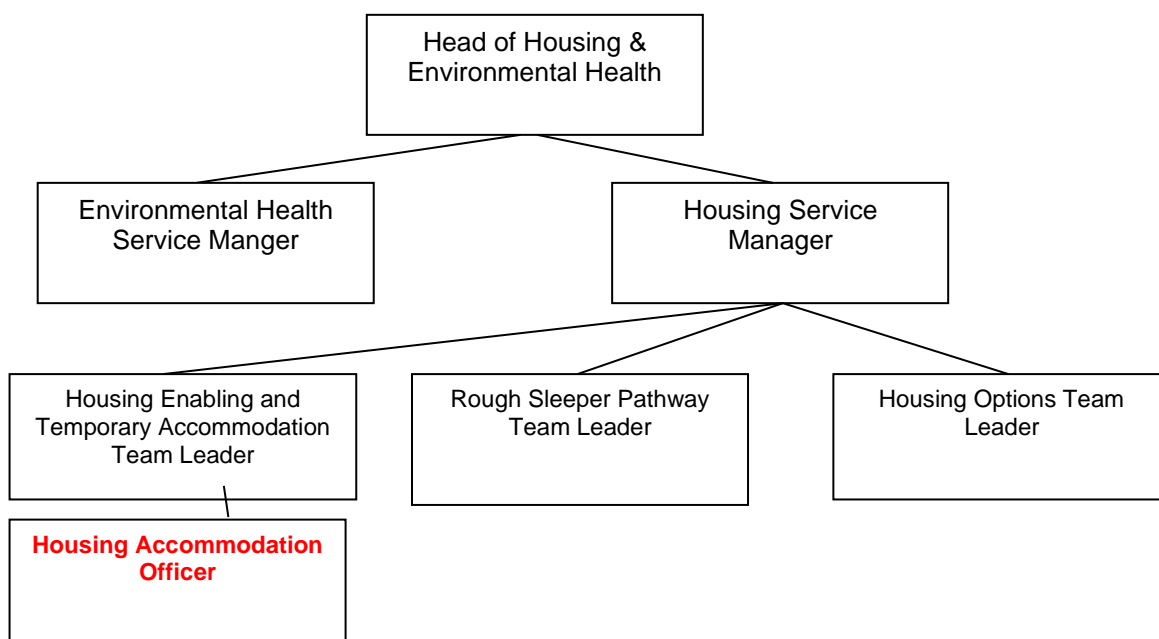 Head of Housing &
Environmental Health
Environmental Health
Service Manger
Housing Service
Manager
Housing Enabling and
Temporary Accommodation
Team Leader
Rough Sleeper Pathway
Team Leader
Housing Options Team
Leader
Housing Accommodation
Officer